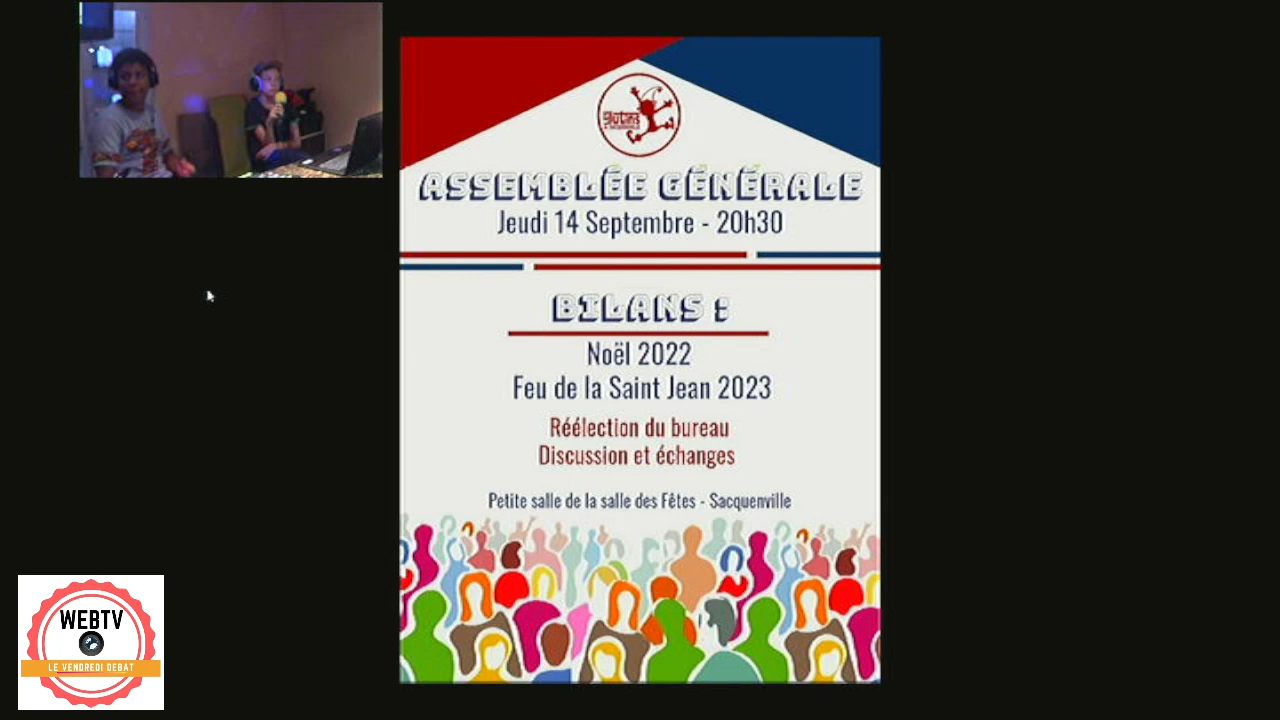 ASSEMBLÉE GÉNÉRALE
Jeudi 14 Septembre - 20h30
BILANS :
Noël 2022
Feu de la Saint Jean 2023
Réélection du bureau
Discussion et échanges
Petite salle de la salle des Fêtes - Sacquenville
WEBTV
LE VENDREDI DEBAT